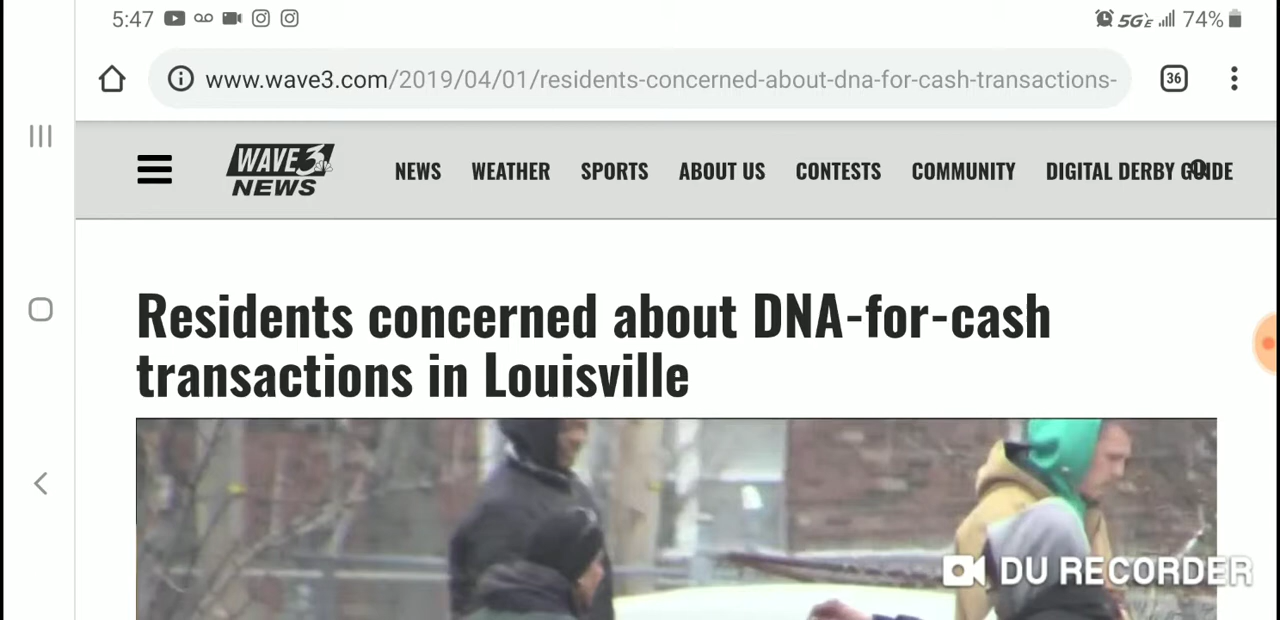 5:47 5GE 74%
www.wave3.com/2019/04/01/residents-concerned-about-dna-for-cash-transactions- 36
WAVE 3 NEWS
NEWS WEATHER SPORTS ABOUT US CONTESTS COMMUNITY DIGITAL DERBY GUIDE
Residents concerned about DNA-for-cash
transactions in Louisville
DU RECORDER